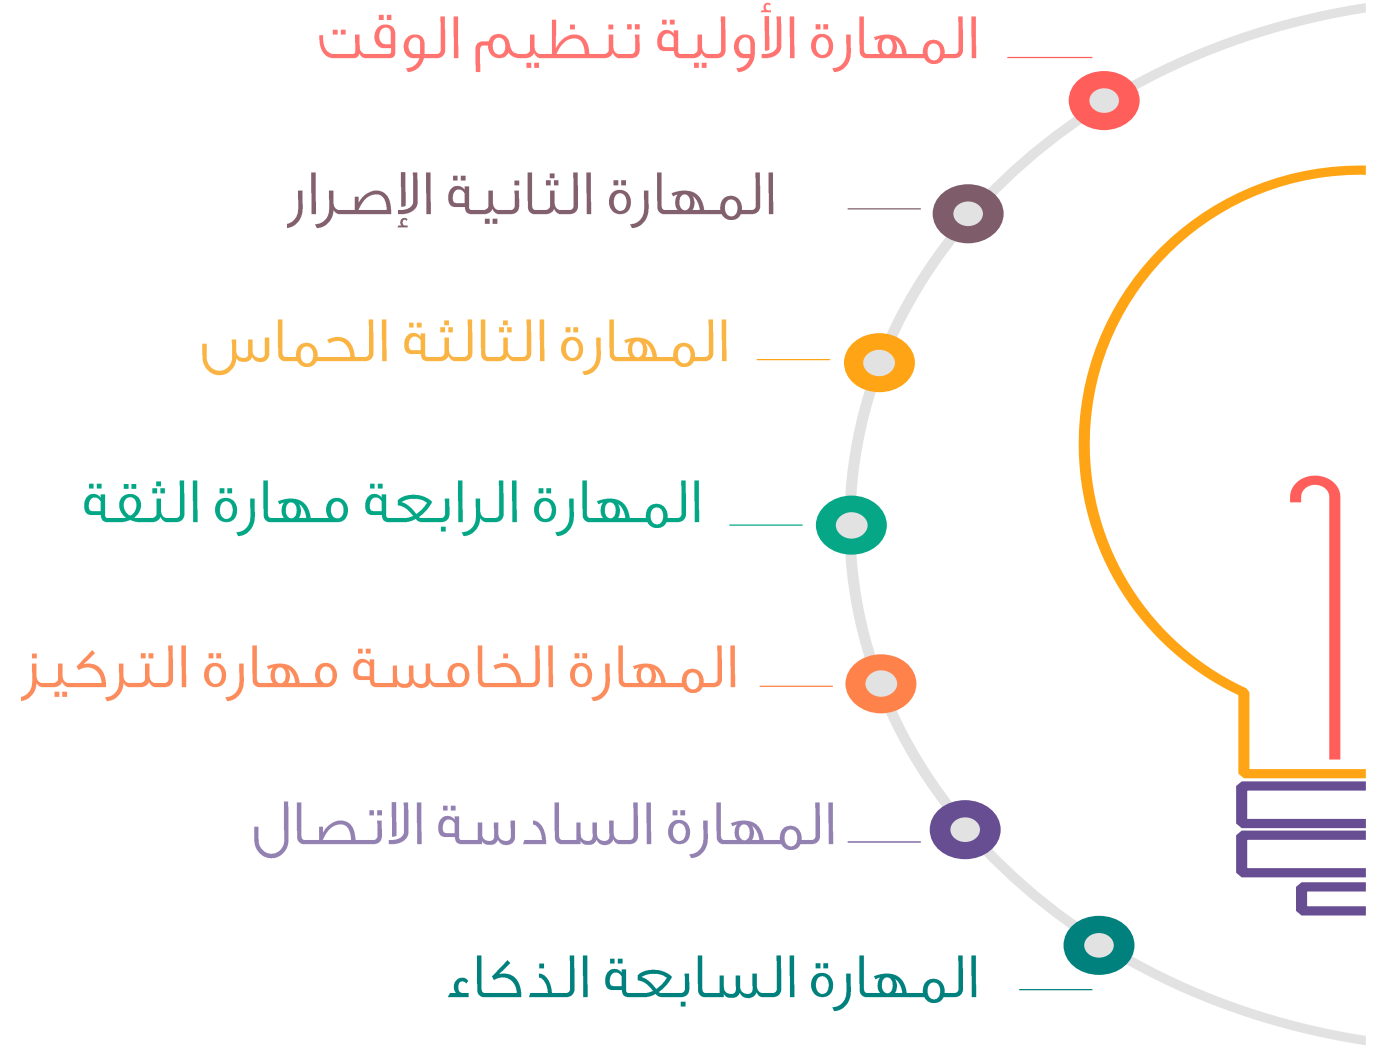 المهارة الأولية تنظيم الوقت
المهارة الثانية الإصرار
المهارة الثالثة الحماس
المهارة الرابعة مهارة الثقة
المهارة الخامسة مهارة التركيز
المهارة السادسة الاتصال
المهارة السابعة الذكاء